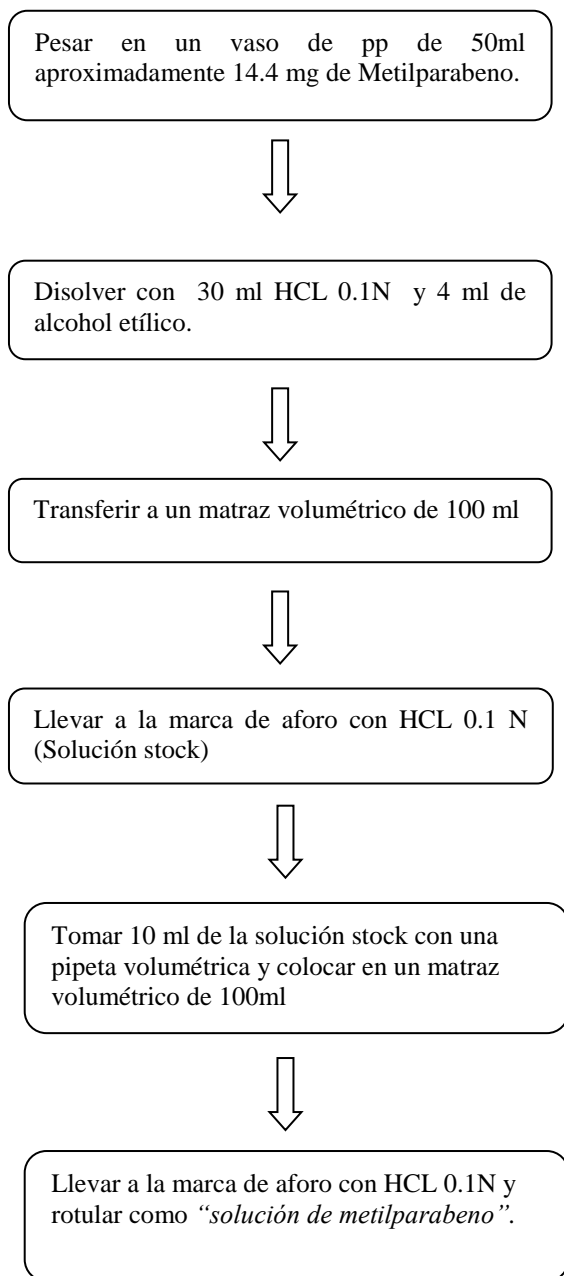 Pesar en un vaso de pp de 50ml
aproximadamente 14.4 mg de Metilparabeno.
Disolver con 30 ml HCL 0.1N y 4 ml de
alcohol etílico.
Transferir a un matraz volumétrico de 100 ml
Llevar a la marca de aforo con HCL 0.1 N
(Solución stock)
Tomar 10 ml de la solución stock con una
pipeta volumétrica y colocar en un matraz
volumétrico de 100ml
Llevar a la marca de aforo con HCL 0.1N y
rotular como “solución de metilparabeno”.